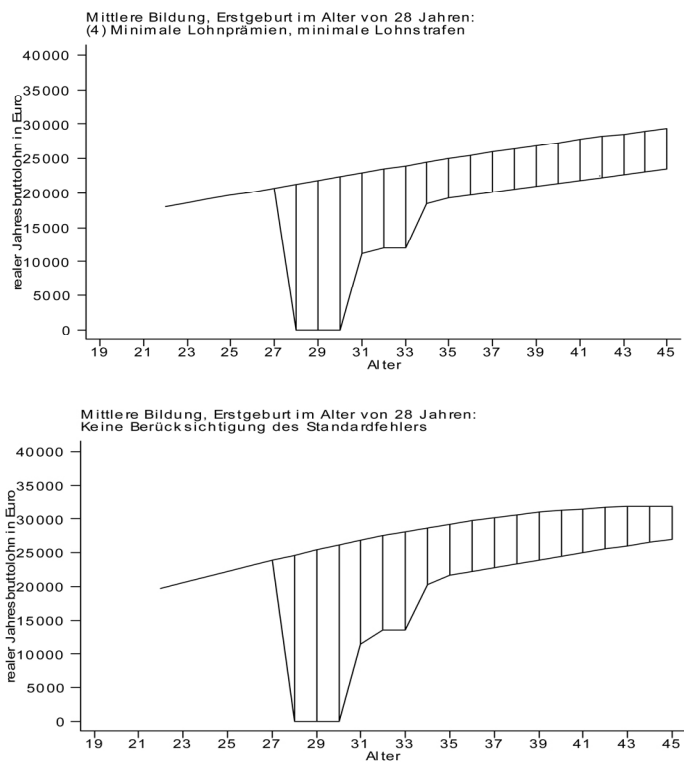 Mittlere Bildung, Erstgeburt im Alter von 28 Jahren:
(4) Minimale Lohnprämien, minimale Lohnstrafen
realer Jahresbruttolohn in Euro
40000
35000
30000
25000
20000
15000
10000
5000
0
19 21 23 25 27 29 31 33 35 37 39 41 43 45
Alter
Mittlere Bildung, Erstgeburt im Alter von 28 Jahren:
Keine Berücksichtigung des Standardfehlers
realer Jahresbruttolohn in Euro
40000
35000
30000
25000
20000
15000
10000
5000
0
19 21 23 25 27 29 31 33 35 37 39 41 43 45
Alter